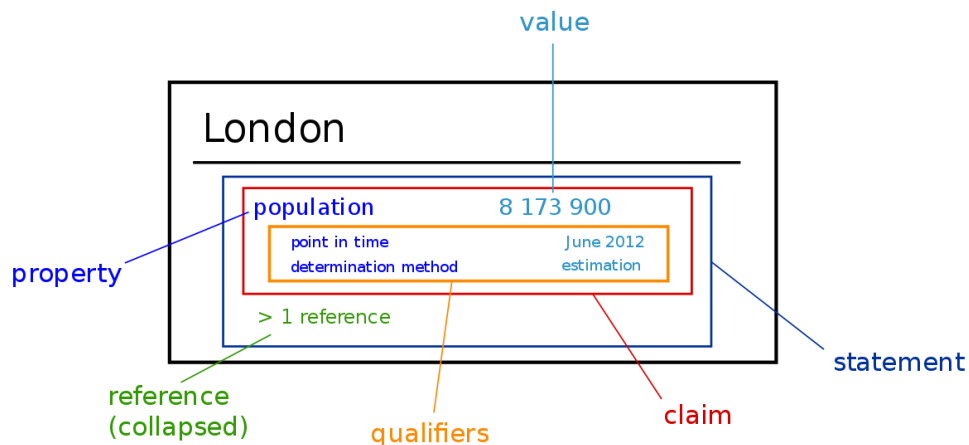 value
London
population 8 173 900
point in time June 2012
determination method estimation
property
> 1 reference
statement
reference
(collapsed)
claim
qualifiers